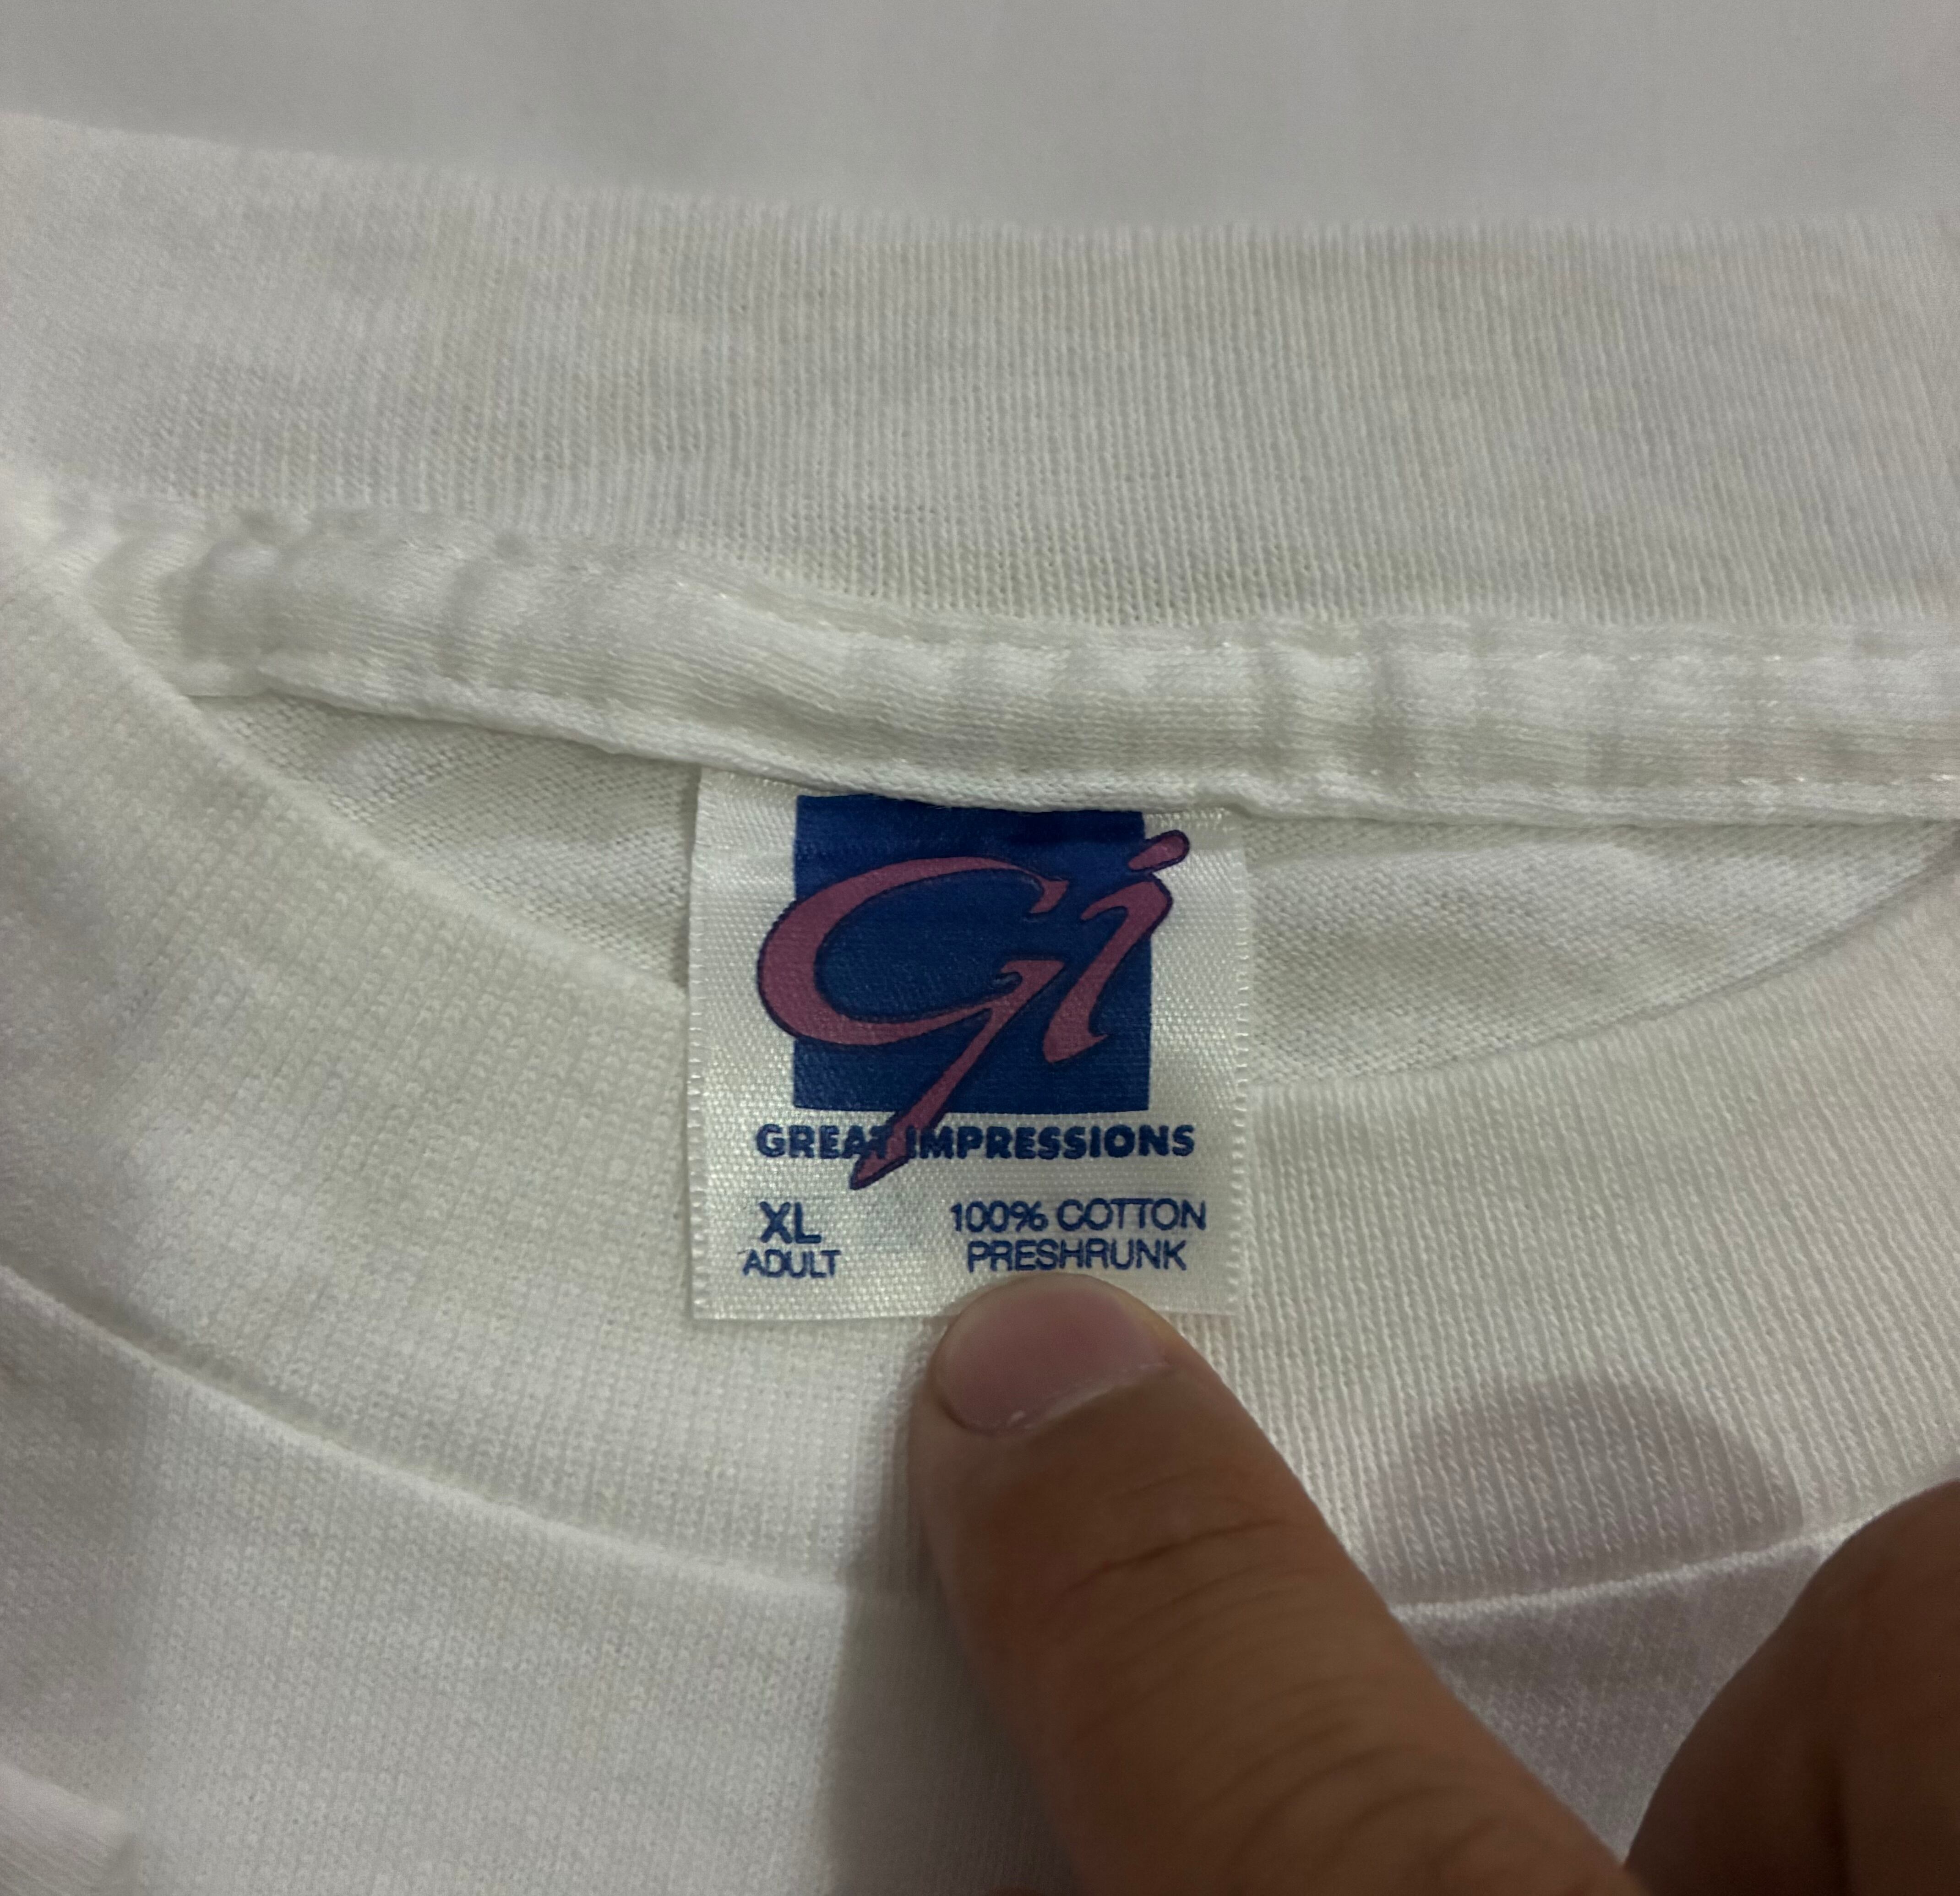 Gi
GREAT IMPRESSIONS
XL 100% COTTON
ADULT PRESHRUNK